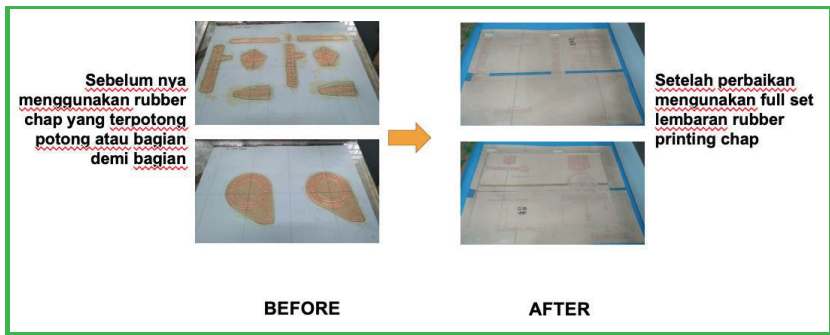 Sebelum nya
menggunakan rubber
chap yang terpotong
potong atau bagian
demi bagian
Setelah perbaikan
mengunakan full set
lembaran rubber
printing chap
BEFORE
AFTER